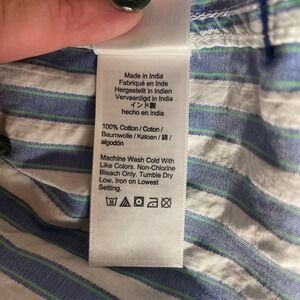 Made in India
Fabriqué en Inde
Hergestellt in Indien
Vervaardigd in India
インド製
hecho en India
100% Cotton / Coton /
Baumwolle / Katoen / 綿 /
algodón
Machine Wash Cold With
Like Colors. Non-Chlorine
Bleach Only. Tumble Dry
Low. Iron on Lowest
Setting.